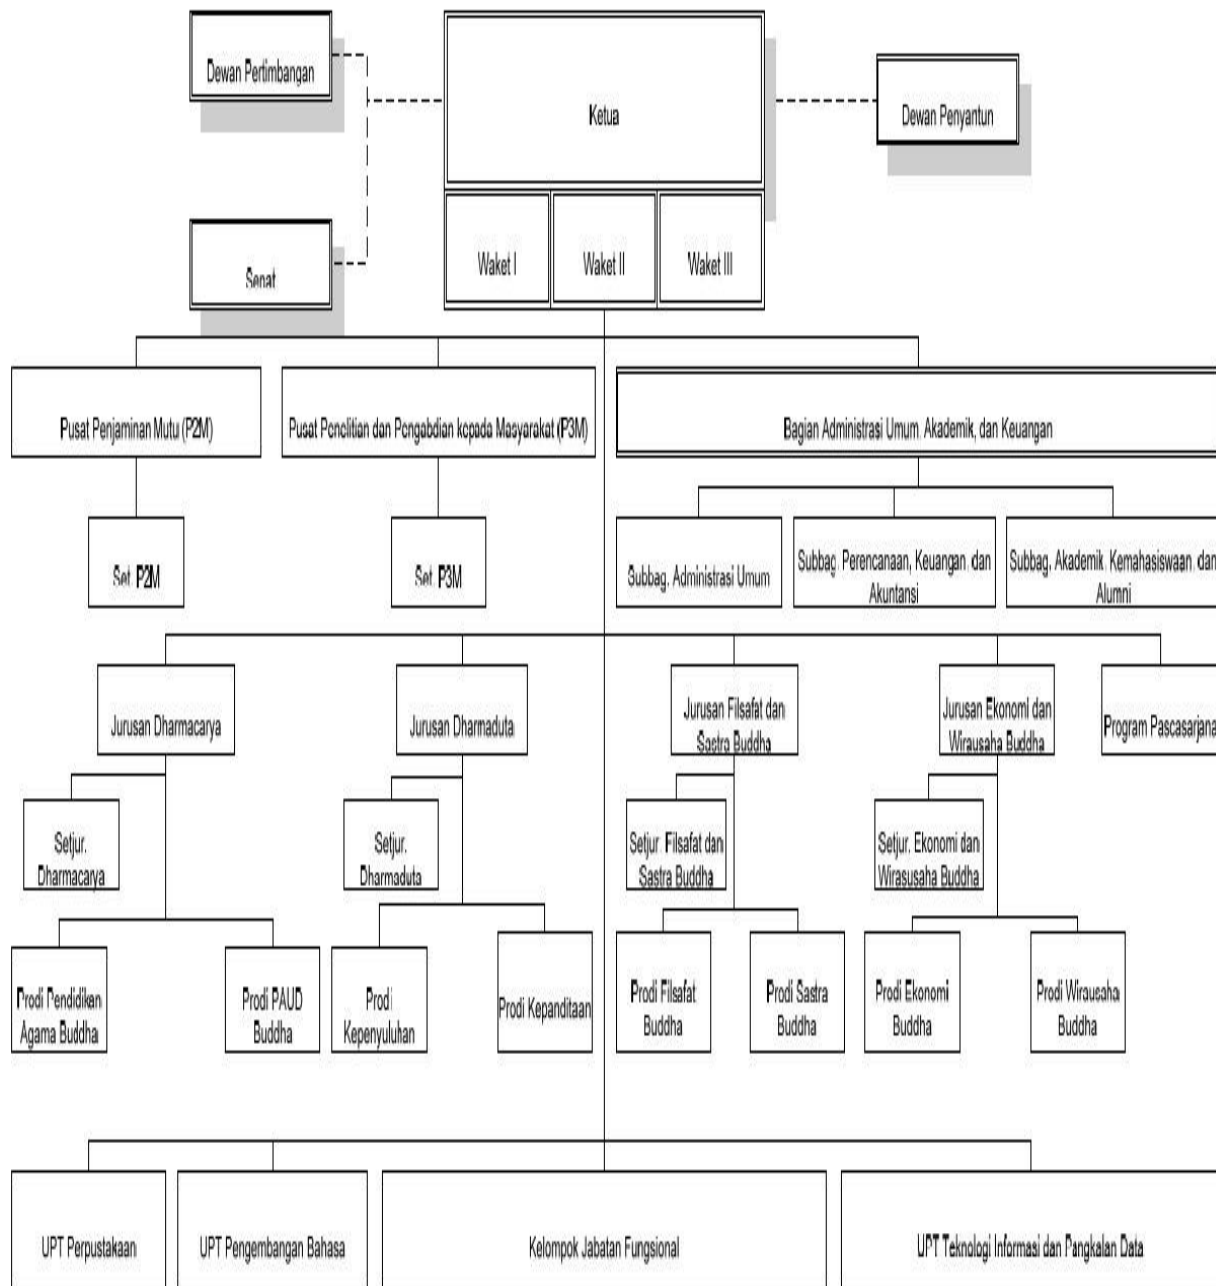 Dewan Pertimbangan
Ketua
Dewan Penyantun
Senat
Waket I
Waket II
Waket III
Pusat Penjaminan Mutu (P2M)
Pusat Penelitian dan Pengabdian kepada Masyarakat (P3M)
Bagian Administrasi Umum, Akademik, dan Keuangan
Set. P2M
Set. P3M
Subbag. Administrasi Umum
Subbag. Perencanaan, Keuangan, dan
Akuntansi
Subbag. Akademik, Kemahasiswaan, dan
Alumni
Jurusan Dharmacarya
Jurusan Dharmaduta
Jurusan Filsafat dan
Sastra Buddha
Jurusan Ekonomi dan
Wirausaha Buddha
Program Pascasarjana
Setjur.
Dharmacarya
Setjur.
Dharmaduta
Setjur. Filsafat dan
Sastra Buddha
Setjur. Ekonomi dan
Wirasusaha Buddha
Prodi Pendidikan
Agama Buddha
Prodi PAUD
Buddha
Prodi
Kepenyuluhan
Prodi Kepanditaan
Prodi Filsafat
Buddha
Prodi Sastra
Buddha
Prodi Ekonomi
Buddha
Prodi Wirausaha
Buddha
UPT Perpustakaan
UPT Pengembangan Bahasa
Kelompok Jabatan Fungsional
UPT Teknologi Informasi dan Pangkalan Data